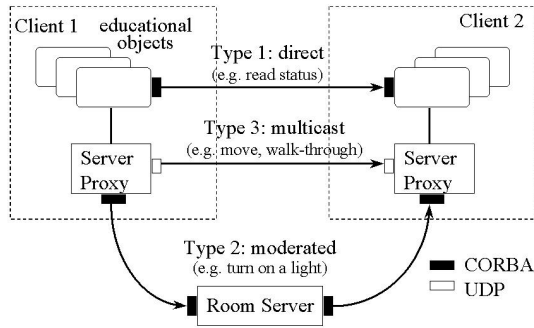 Client 1
educational
objects
Client 2
Type 1: direct
(e.g. read status)
Type 3: multicast
(e.g. move, walk-through)
Server
Proxy
Server
Proxy
Type 2: moderated
(e.g. turn on a light)
Room Server
CORBA
UDP